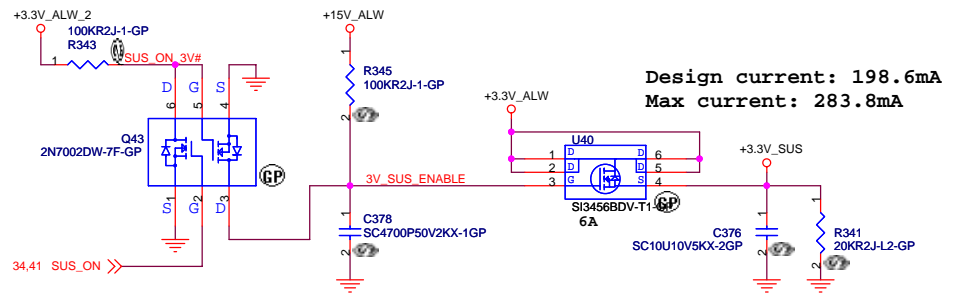 +3.3V_ALW_2
100KR2J-1-GP
R343
1
2
SUS_ON_3V#
D G S
6 5 4
Q43
2N7002DW-7F-GP
GP
1 2 3
S G D
34,41 SUS_ON
+15V_ALW
1
R345
100KR2J-1-GP
2
3V_SUS_ENABLE
1
C378
SC4700P50V2KX-1GP
2
+3.3V_ALW
U40
1 D D 6
2 D D 5
3 G S 4
SI3456BDV-T1-GP
GP
6A
Design current: 198.6mA
Max current: 283.8mA
+3.3V_SUS
1
C376
SC10U10V5KX-2GP
2
1
R341
20KR2J-L2-GP
2